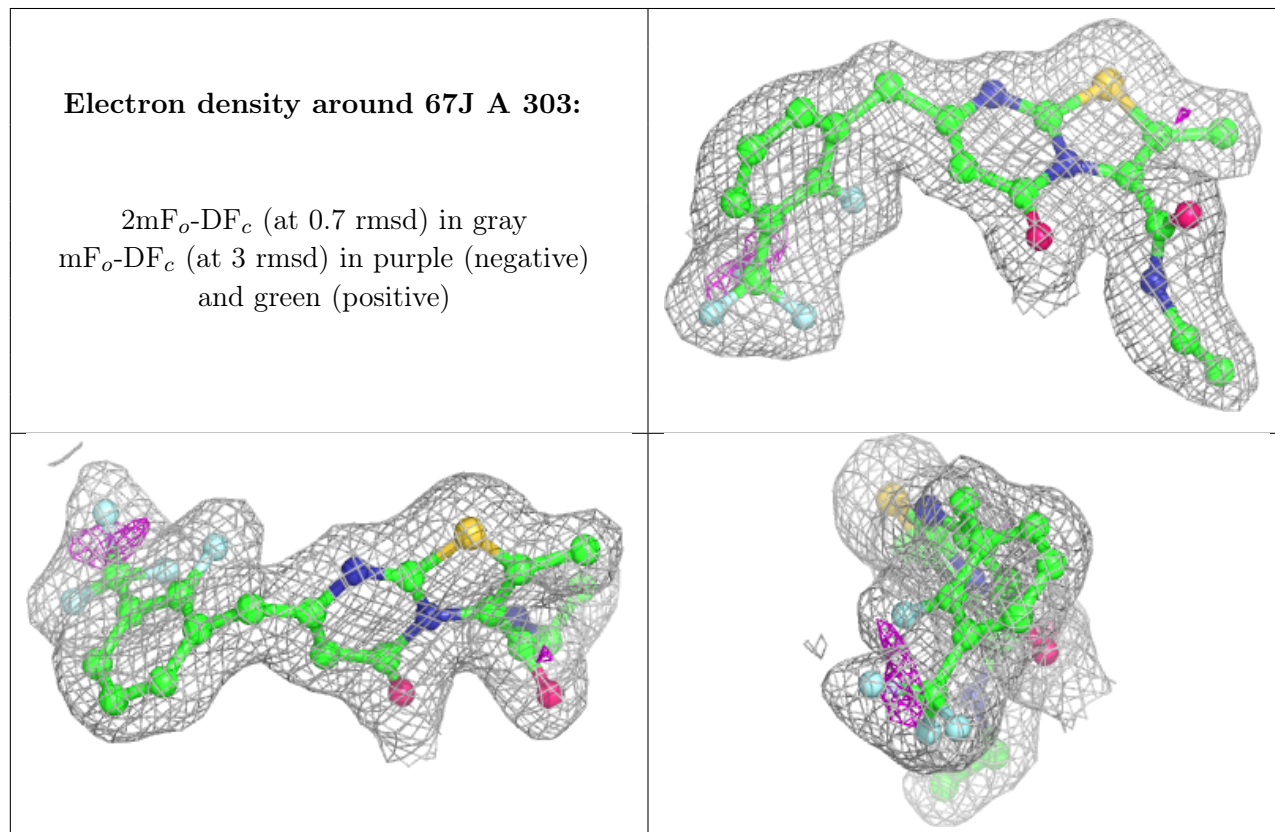 Electron density around 67J A 303:
2mFo-DFc (at 0.7 rmsd) in gray
mFo-DFc (at 3 rmsd) in purple (negative)
and green (positive)